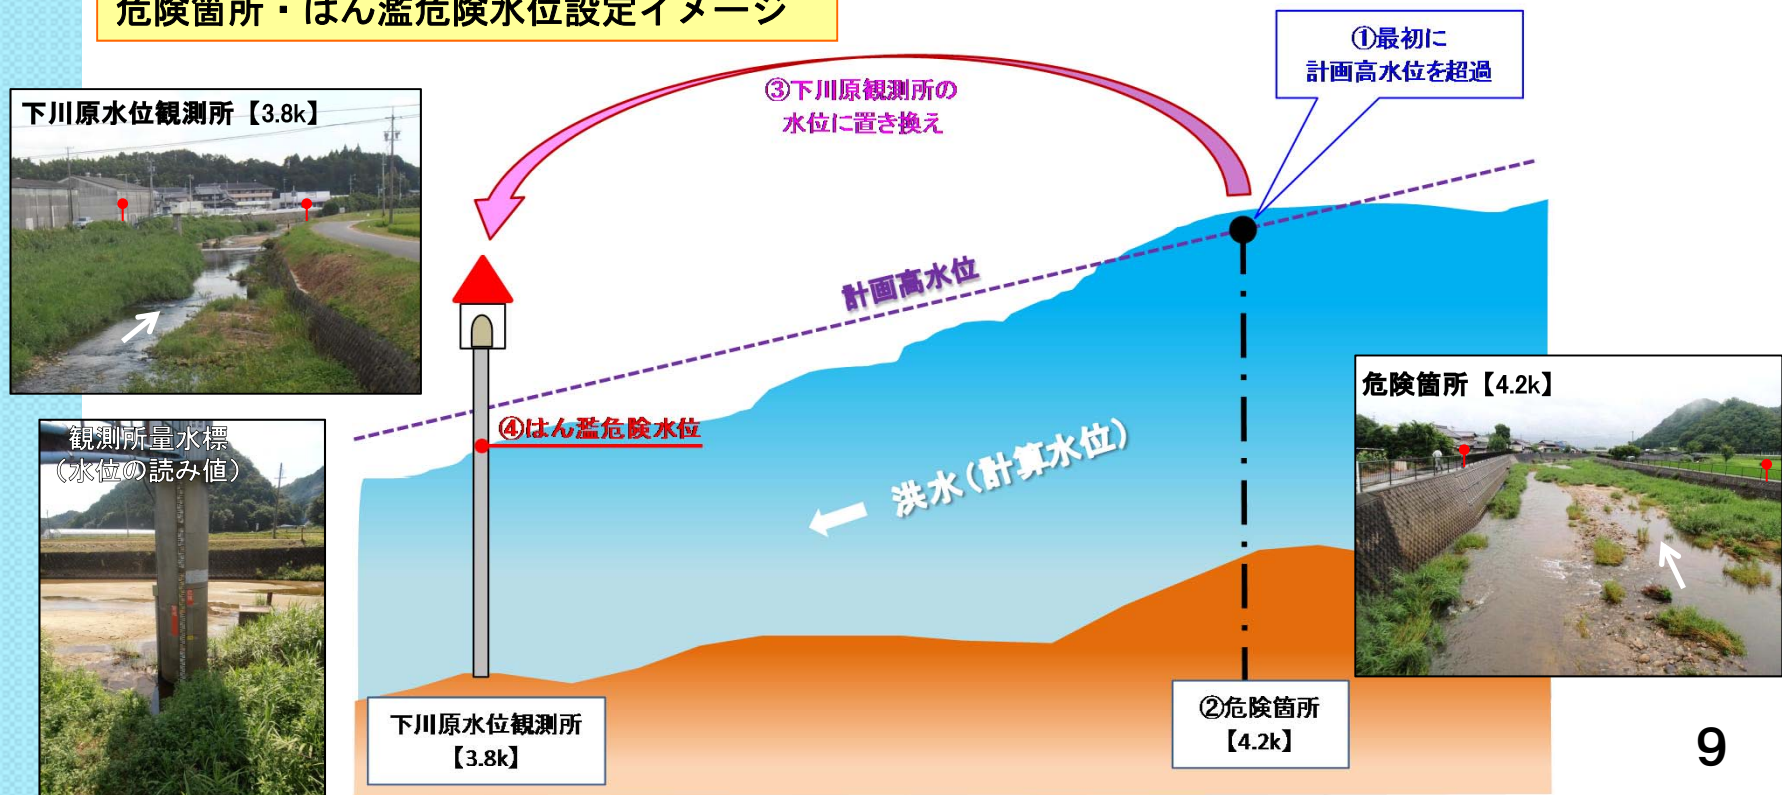 危険箇所・はん濫危険水位設定イメージ
①最初に
計画高水位を超過
③下川原観測所の
水位に置き換え
下川原水位観測所【3.8k】
計画高水位
危険箇所【4.2k】
④はん濫危険水位
観測所量水標
（水位の読み値）
洪水（計算水位）
②危険箇所
【4.2k】
下川原水位観測所
【3.8k】
9